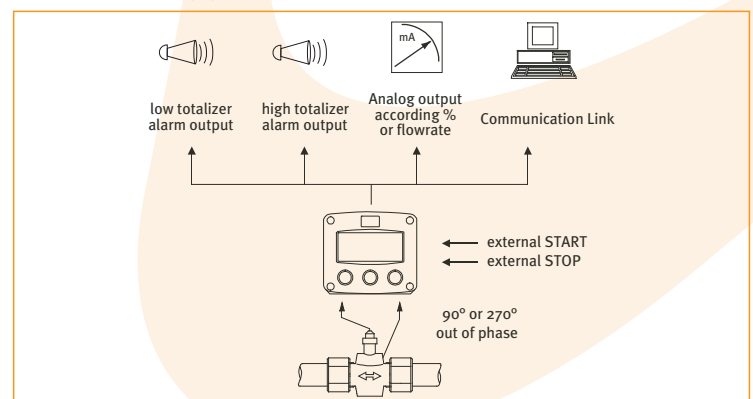 mA
low totalizer
alarm output
high totalizer
alarm output
Analog output
according %
or flowrate
Communication Link
external START
external STOP
90° or 270°
out of phase